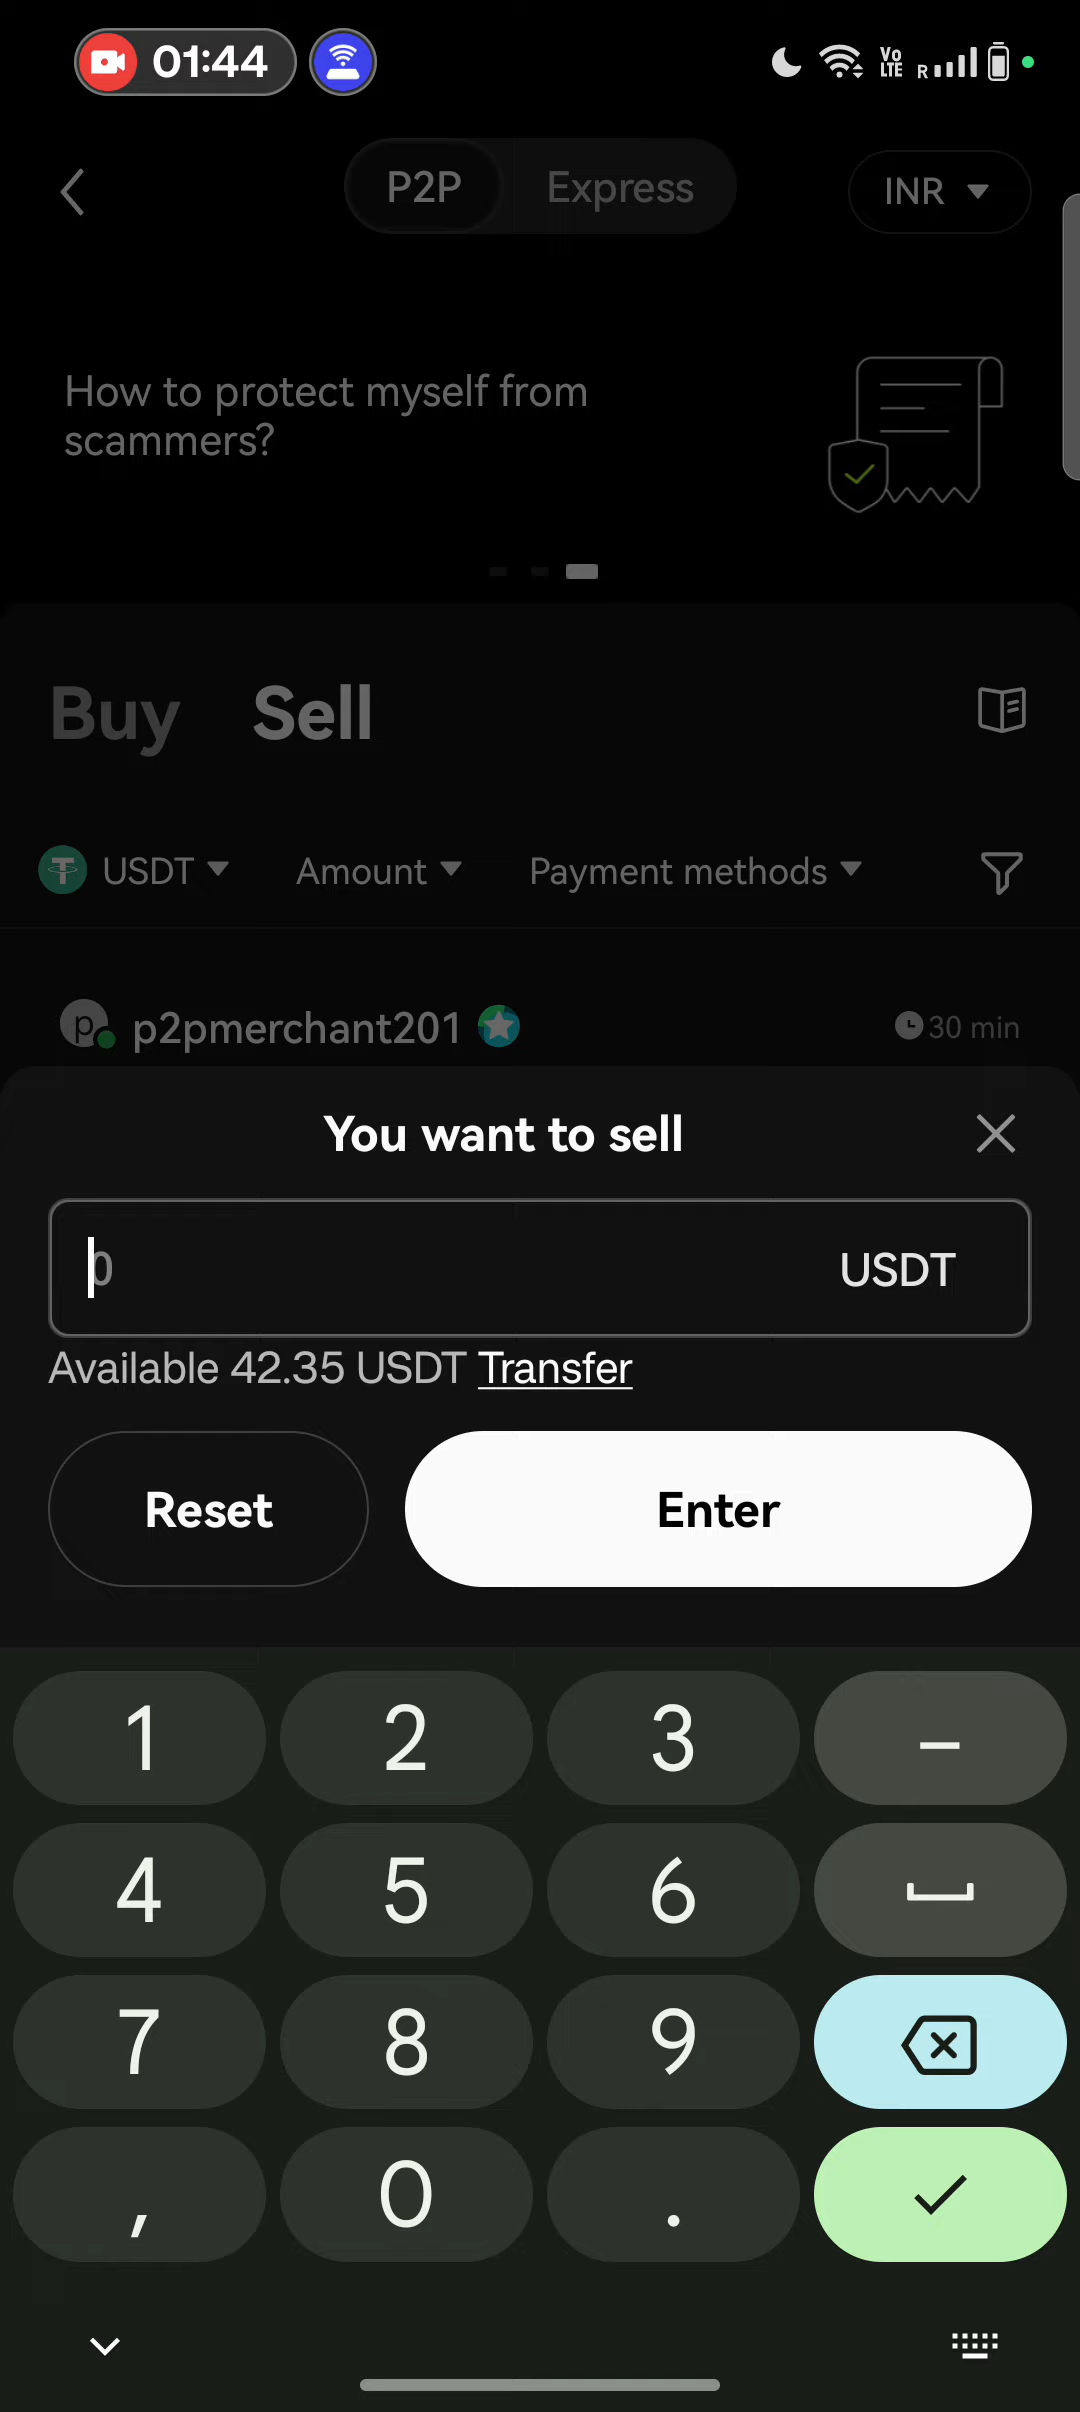 01:44
Vo
LTE
R
P2P
Express
INR
How to protect myself from
scammers?
Buy
Sell
USDT
Amount
Payment methods
p
p2pmerchant201
30 min
You want to sell
0
USDT
Available 42.35 USDT Transfer
Reset
Enter
1
2
3
–
4
5
6
7
8
9
,
0
.